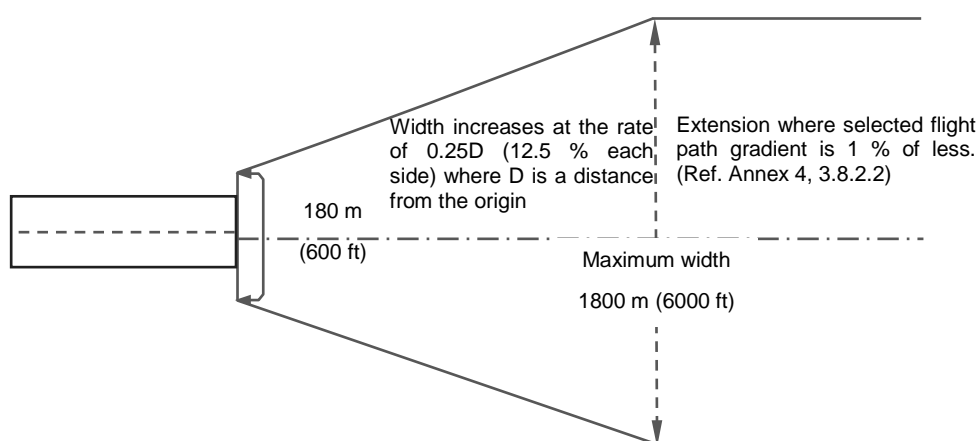 Width increases at the rate
of 0.25D (12.5 % each
side) where D is a distance
from the origin
Extension where selected flight
path gradient is 1 % of less.
(Ref. Annex 4, 3.8.2.2)
180 m
(600 ft)
Maximum width
1800 m (6000 ft)